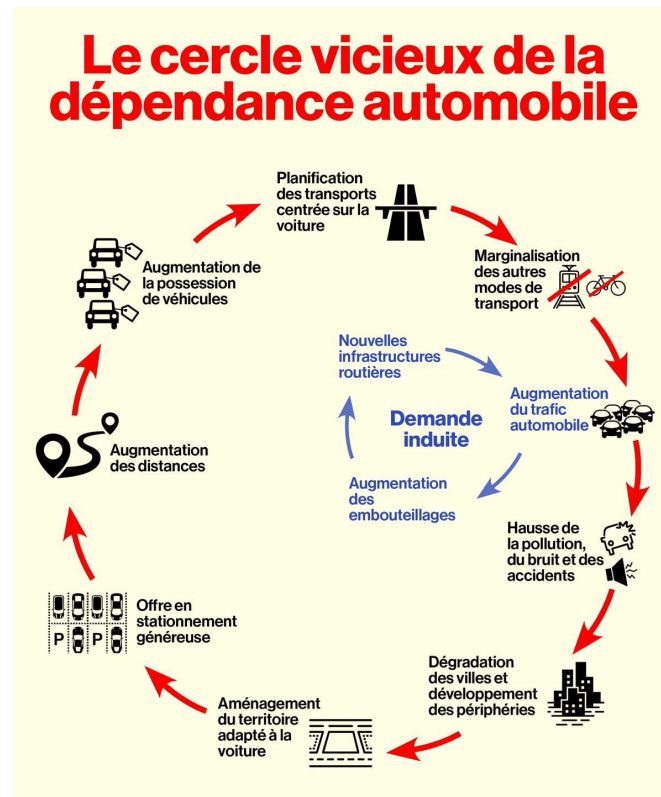 Le cercle vicieux de la
dépendance automobile
Planification
des transports
centrée sur la
voiture
Marginalisation
des autres
modes de
transport
Augmentation
du trafic
automobile
Hausse de
la pollution,
du bruit et des
accidents
Dégradation
des villes et
développement
des périphéries
Aménagement
du territoire
adapté à la
voiture
Offre en
stationnement
généreuse
P
P
Augmentation
des distances
Augmentation de
la possession
de véhicules
Nouvelles
infrastructures
routières
Demande
induite
Augmentation
des
embouteillages